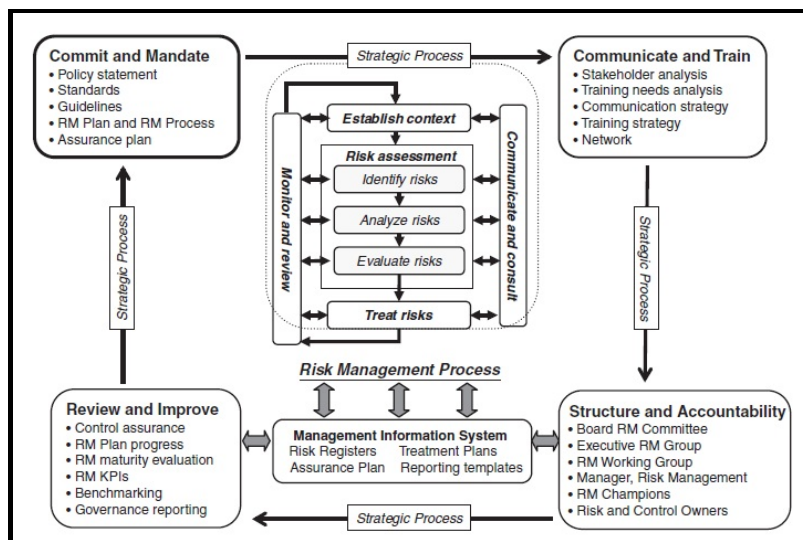 Commit and Mandate
• Policy statement
• Standards
• Guidelines
• RM Plan and RM Process
• Assurance plan
Strategic Process
Communicate and Train
• Stakeholder analysis
• Training needs analysis
• Communication strategy
• Training strategy
• Network
Establish context
Risk assessment
Identify risks
Analyze risks
Evaluate risks
Treat risks
Monitor and review
Communicate and consult
Strategic Process
Strategic Process
Risk Management Process
Review and Improve
• Control assurance
• RM Plan progress
• RM maturity evaluation
• RM KPIs
• Benchmarking
• Governance reporting
Management Information System
Risk Registers Treatment Plans
Assurance Plan Reporting templates
Structure and Accountability
• Board RM Committee
• Executive RM Group
• RM Working Group
• Manager, Risk Management
• RM Champions
• Risk and Control Owners
Strategic Process